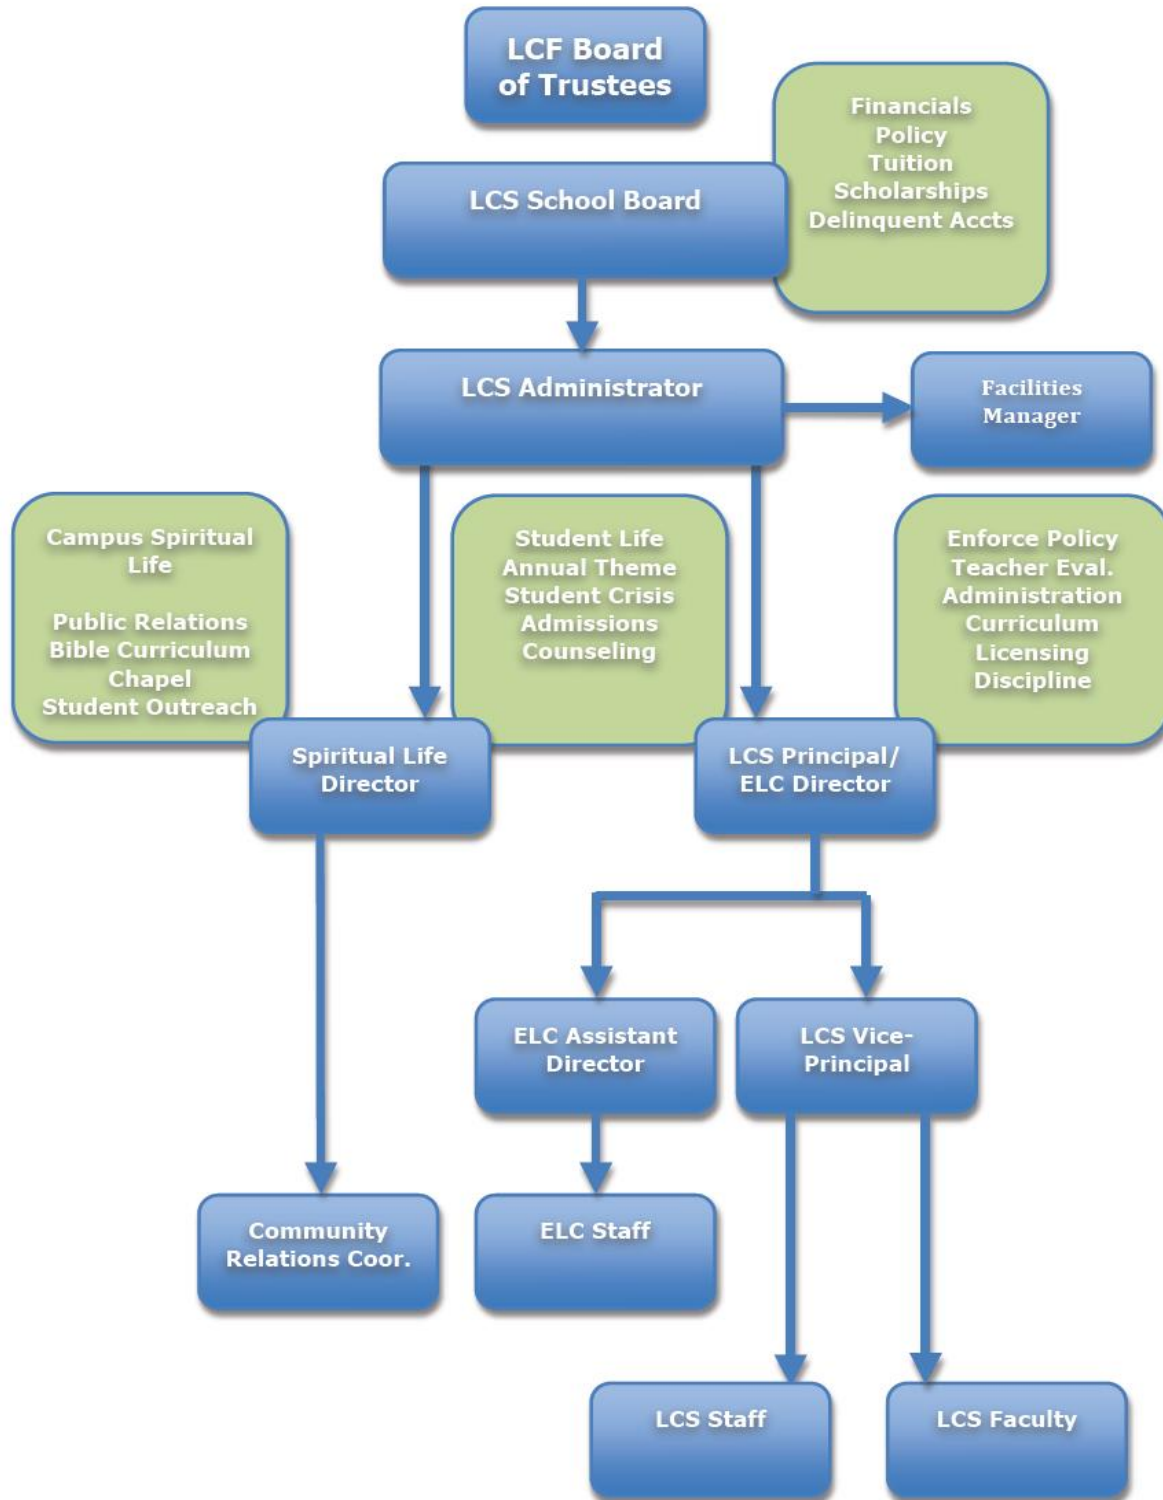 LCF Board
of Trustees
Financials
Policy
Tuition
Scholarships
Delinquent Accts
LCS School Board
LCS Administrator
Facilities
Manager
Campus Spiritual
Life
Public Relations
Bible Curriculum
Chapel
Student Outreach
Student Life
Annual Theme
Student Crisis
Admissions
Counseling
Enforce Policy
Teacher Eval.
Administration
Curriculum
Licensing
Discipline
Spiritual Life
Director
LCS Principal/
ELC Director
ELC Assistant
Director
LCS Vice-
Principal
Community
Relations Coor.
ELC Staff
LCS Staff
LCS Faculty